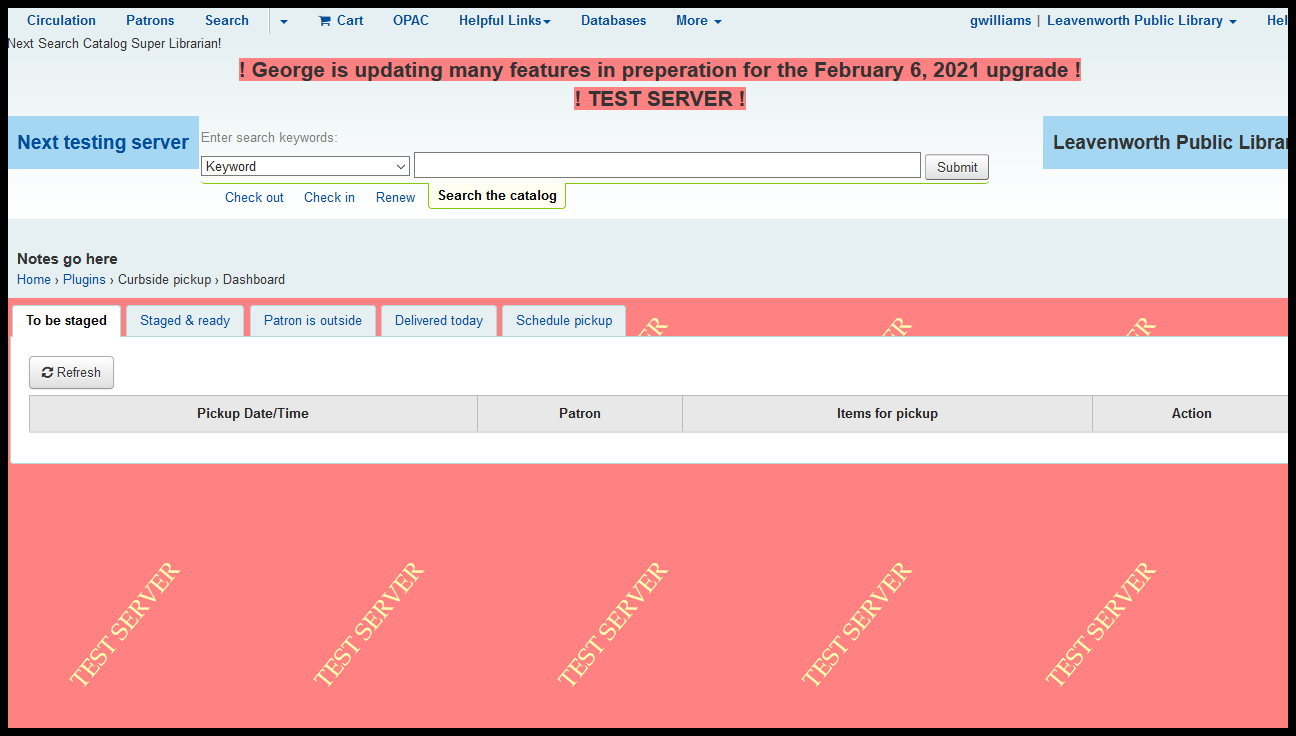 Circulation Patrons Search Cart OPAC Helpful Links Databases More gwilliams | Leavenworth Public Library Hel
Next Search Catalog Super Librarian!
! George is updating many features in preperation for the February 6, 2021 upgrade !
! TEST SERVER !
Next testing server
Enter search keywords:
Leavenworth Public Librar
Keyword
Submit
Check out Check in Renew Search the catalog
Notes go here
Home › Plugins › Curbside pickup › Dashboard
To be staged Staged & ready Patron is outside Delivered today Schedule pickup
ER ER ER
Refresh
Pickup Date/Time Patron Items for pickup Action
TEST SERVER TEST SERVER TEST SERVER TEST SERVER TEST SERVER